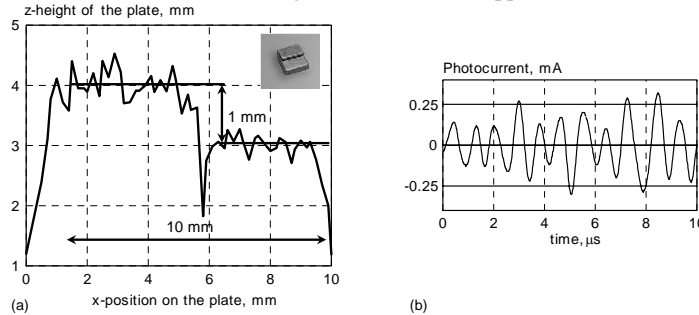 z-height of the plate, mm
5
4
3
2
1
1 mm
10 mm
0 2 4 6 8 10
x-position on the plate, mm
(a)
Photocurrent, mA
0.25
0
-0.25
0 2 4 6 8 10
time, μs
(b)